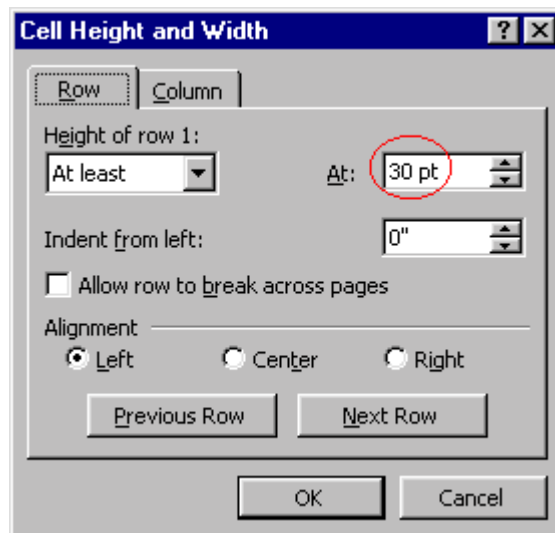 Cell Height and Width
Row Column
Height of row 1:
At least At: 30 pt
Indent from left: 0"
Allow row to break across pages
Alignment
Left Center Right
Previous Row Next Row
OK Cancel